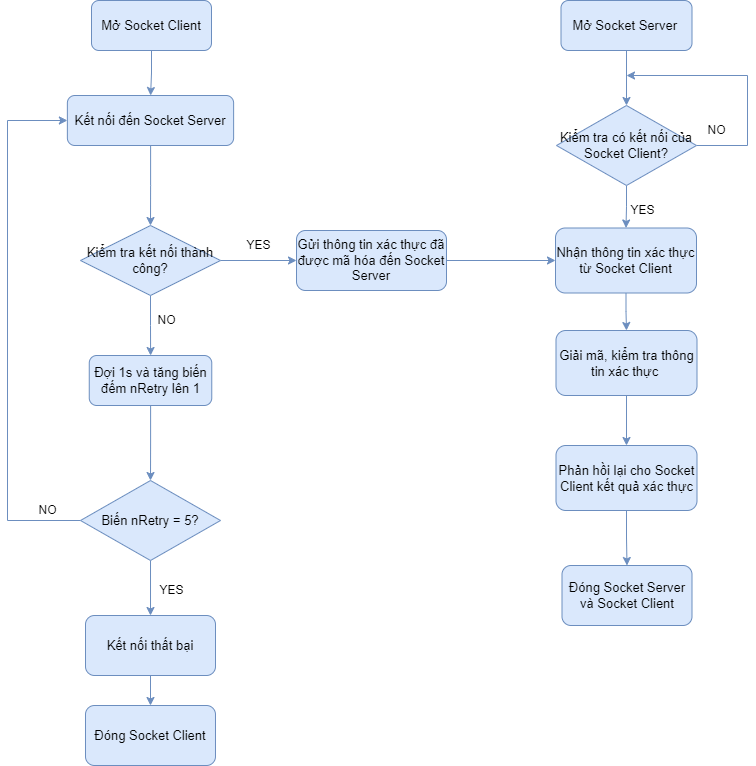 Mở Socket Client
Kết nối đến Socket Server
Kiểm tra kết nối thành
công?
YES
NO
Đợi 1s và tăng biến
đếm nRetry lên 1
Biến nRetry = 5?
NO
YES
Kết nối thất bại
Đóng Socket Client
Gửi thông tin xác thực đã
được mã hóa đến Socket
Server
Mở Socket Server
Kiểm tra có kết nối của
Socket Client?
NO
YES
Nhận thông tin xác thực
từ Socket Client
Giải mã, kiểm tra thông
tin xác thực
Phản hồi lại cho Socket
Client kết quả xác thực
Đóng Socket Server
và Socket Client